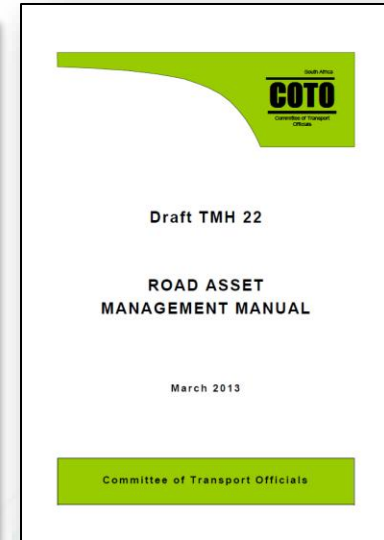 South Africa
COTO
Committee of Transport
Officials
Draft TMH 22
ROAD ASSET
MANAGEMENT MANUAL
March 2013
Committee of Transport Officials